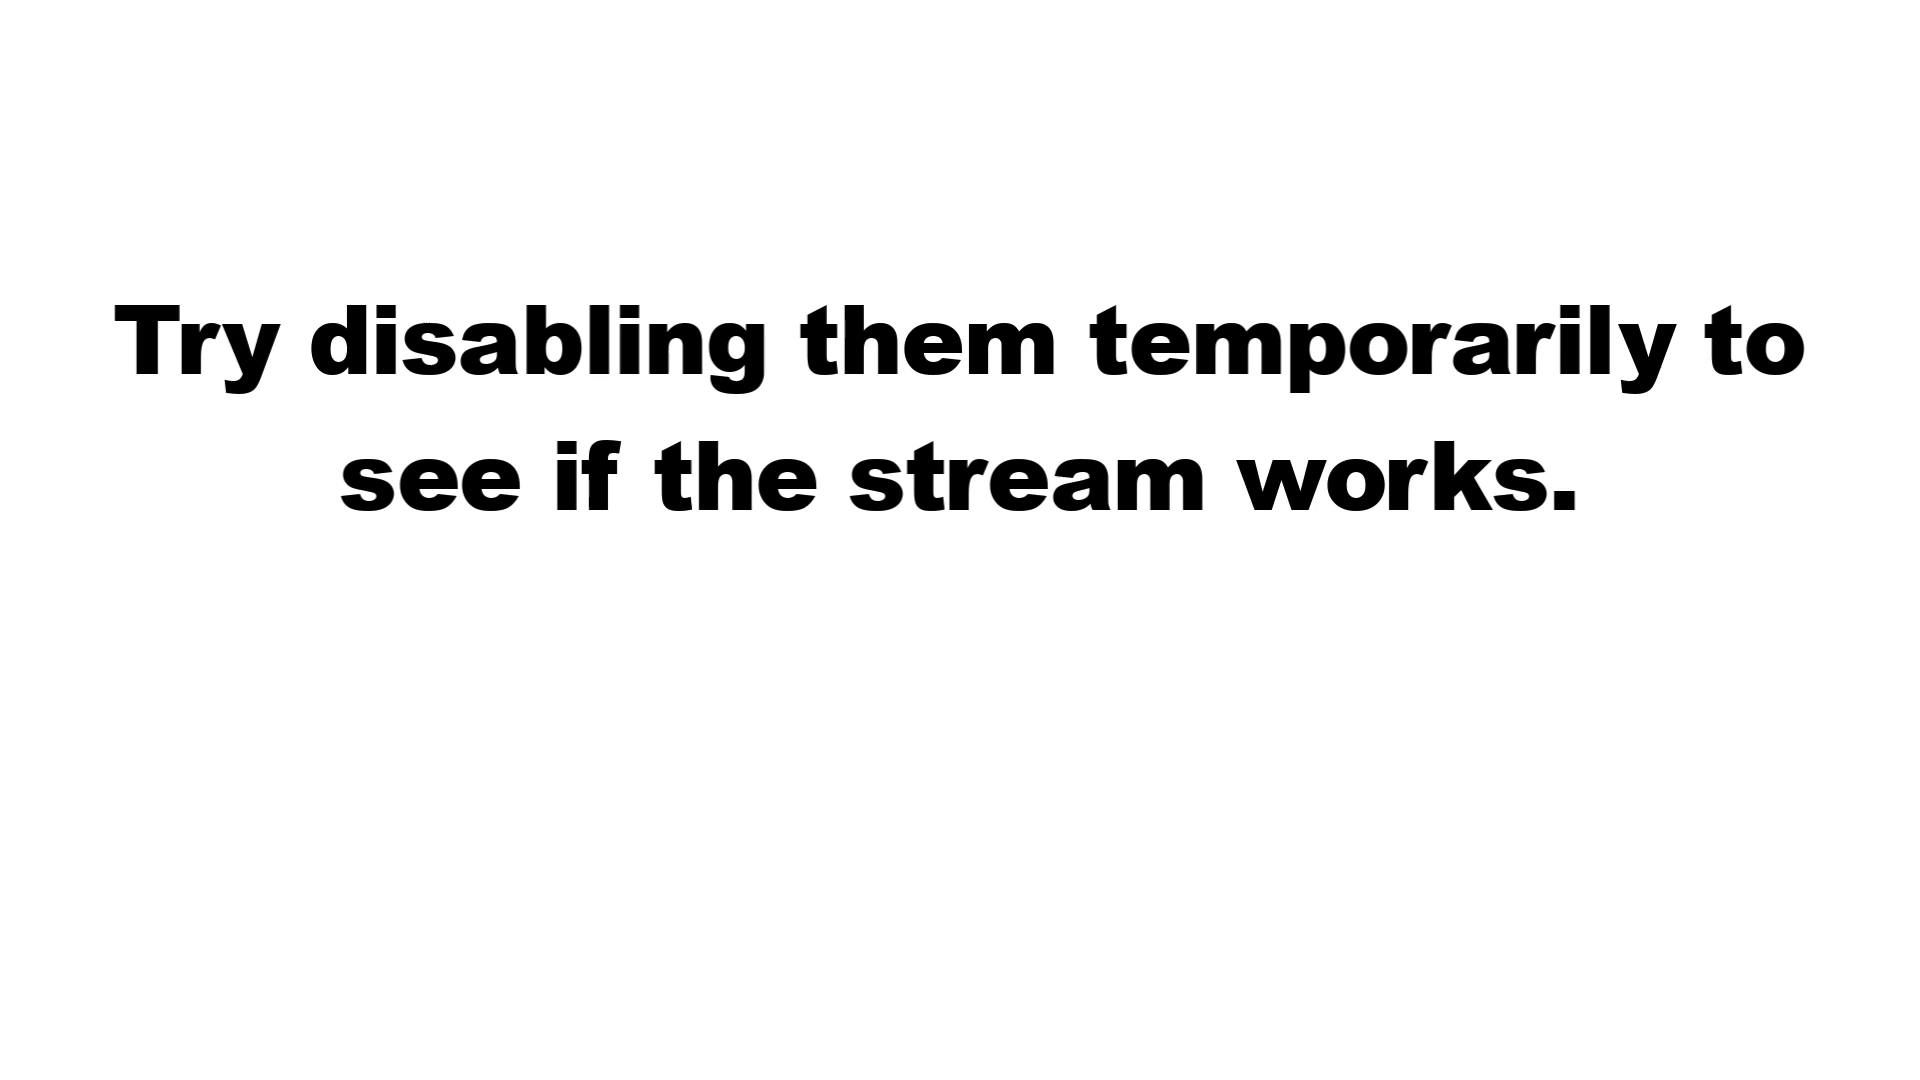 Try disabling them temporarily to
see if the stream works.